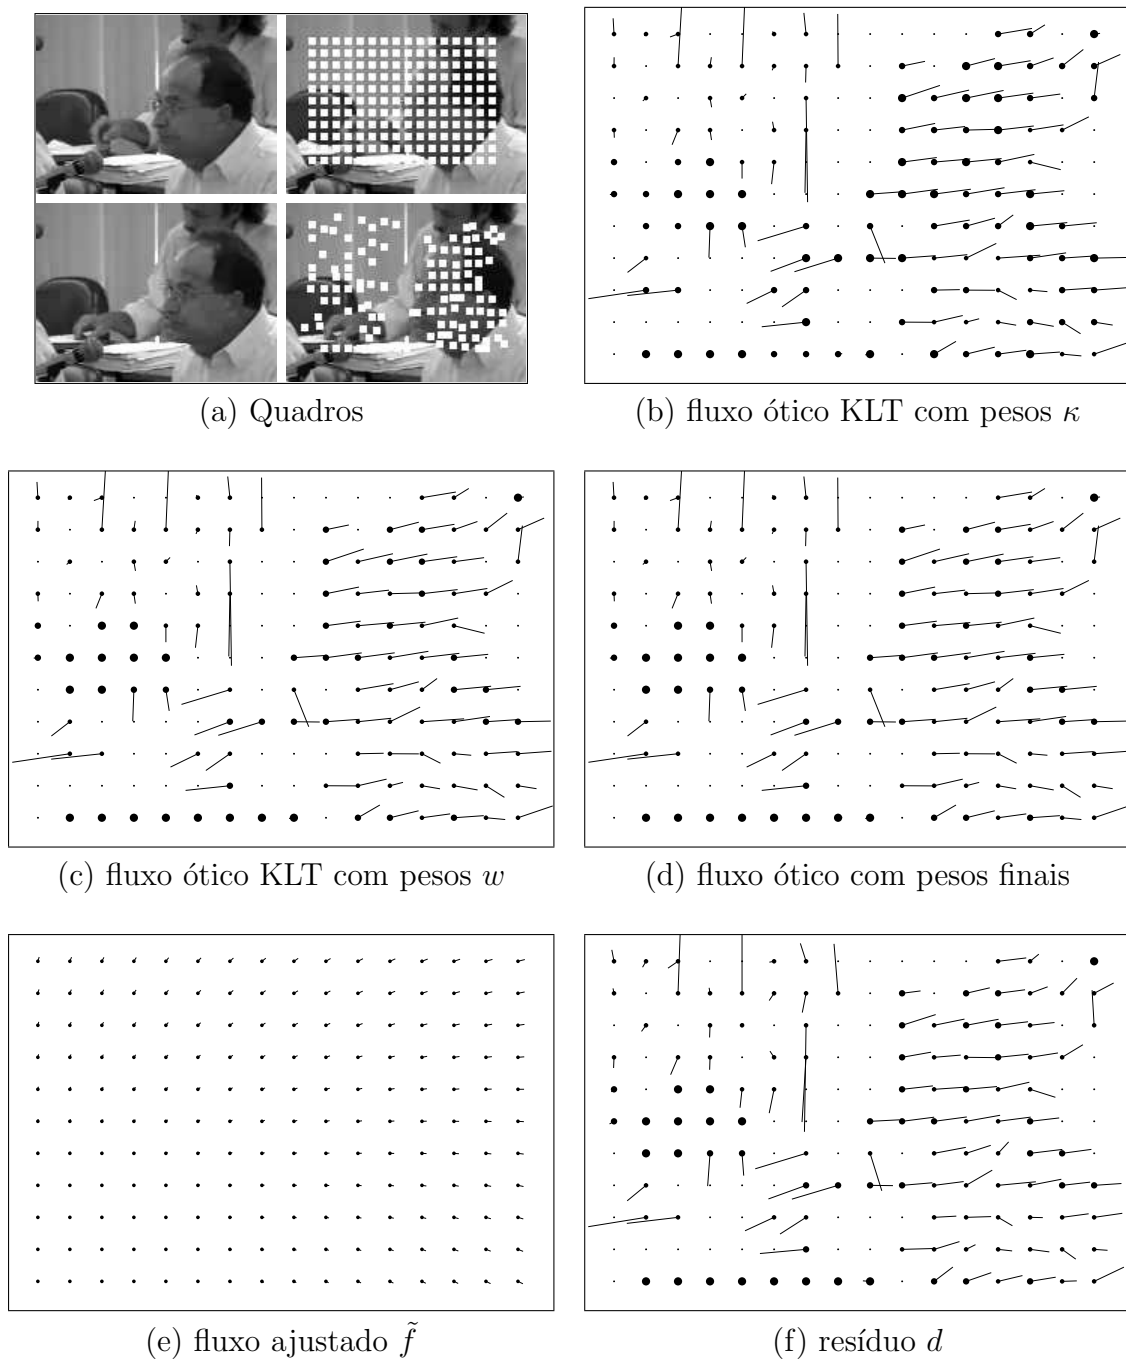 (a) Quadros
(b) fluxo ótico KLT com pesos κ
(c) fluxo ótico KLT com pesos w
(d) fluxo ótico com pesos finais
(e) fluxo ajustado f̃
(f) resíduo d